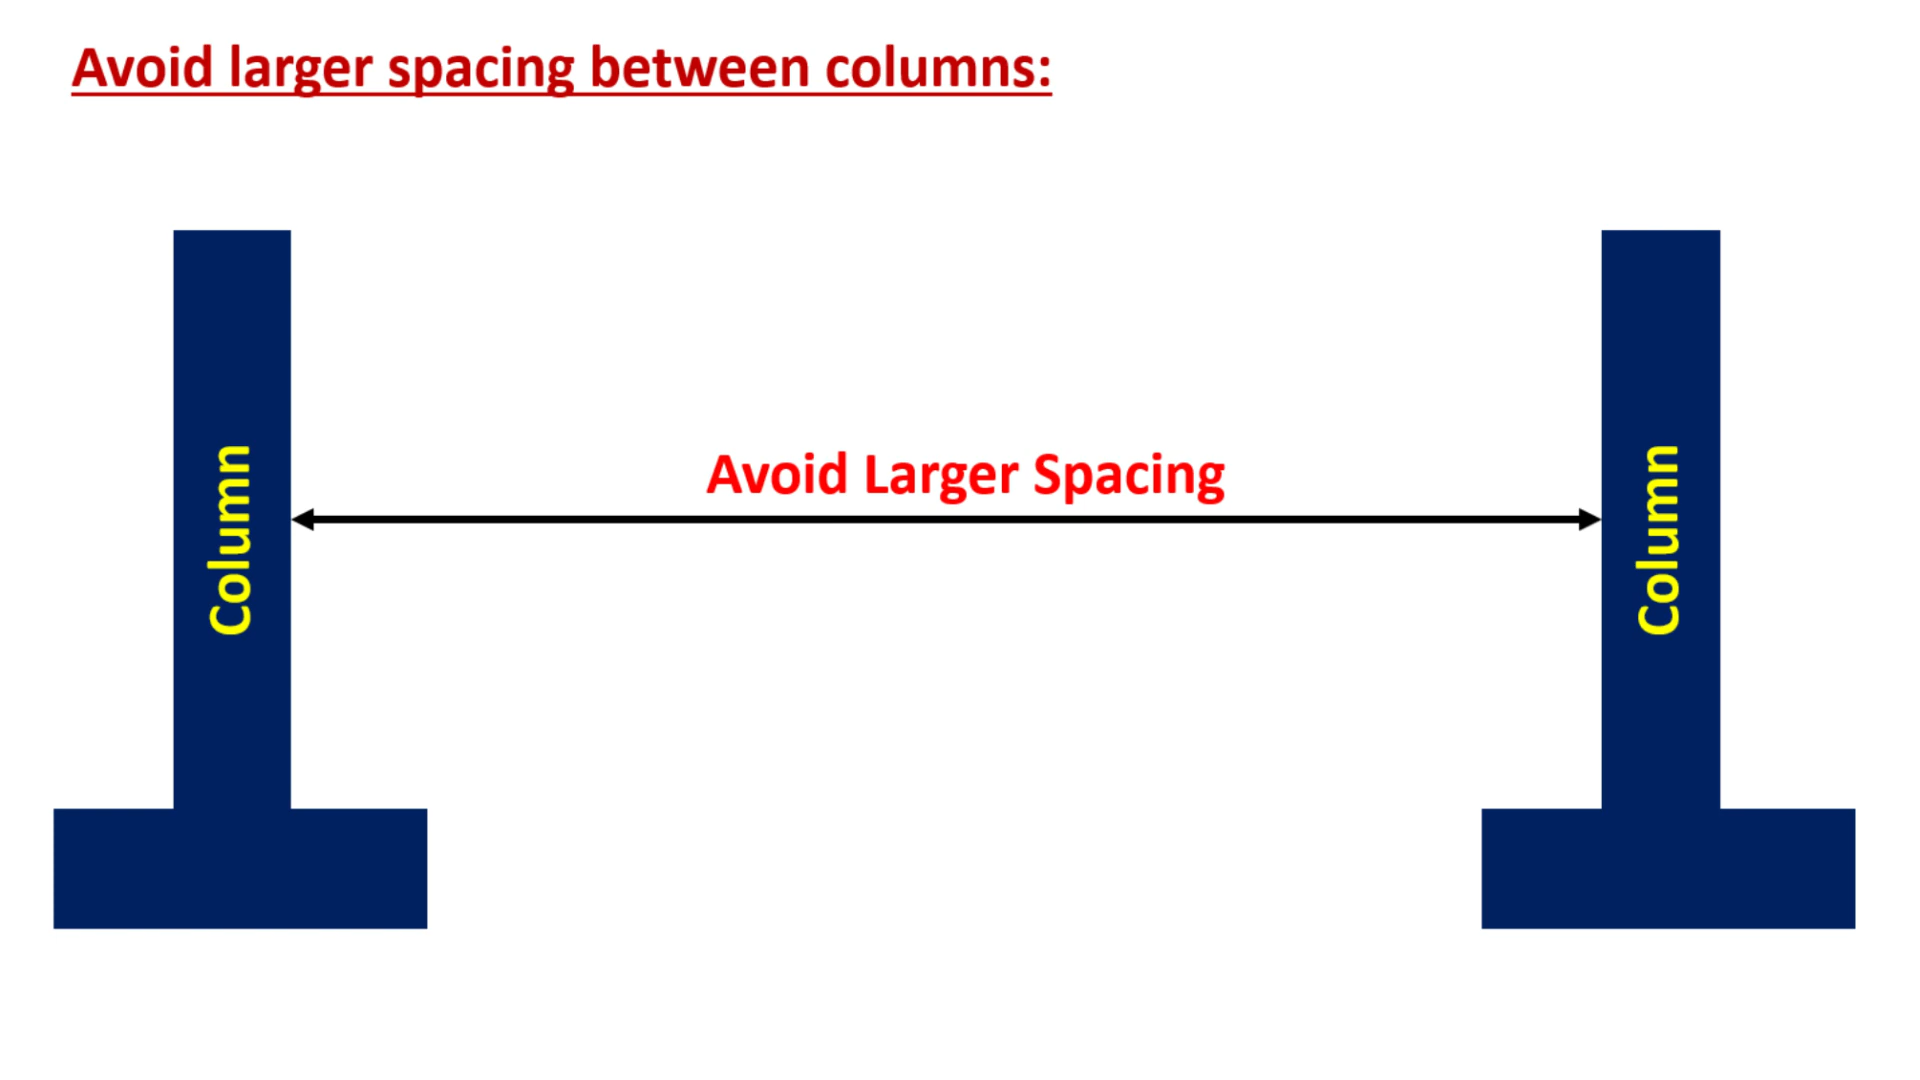 Avoid larger spacing between columns:
Avoid Larger Spacing
Column
Column